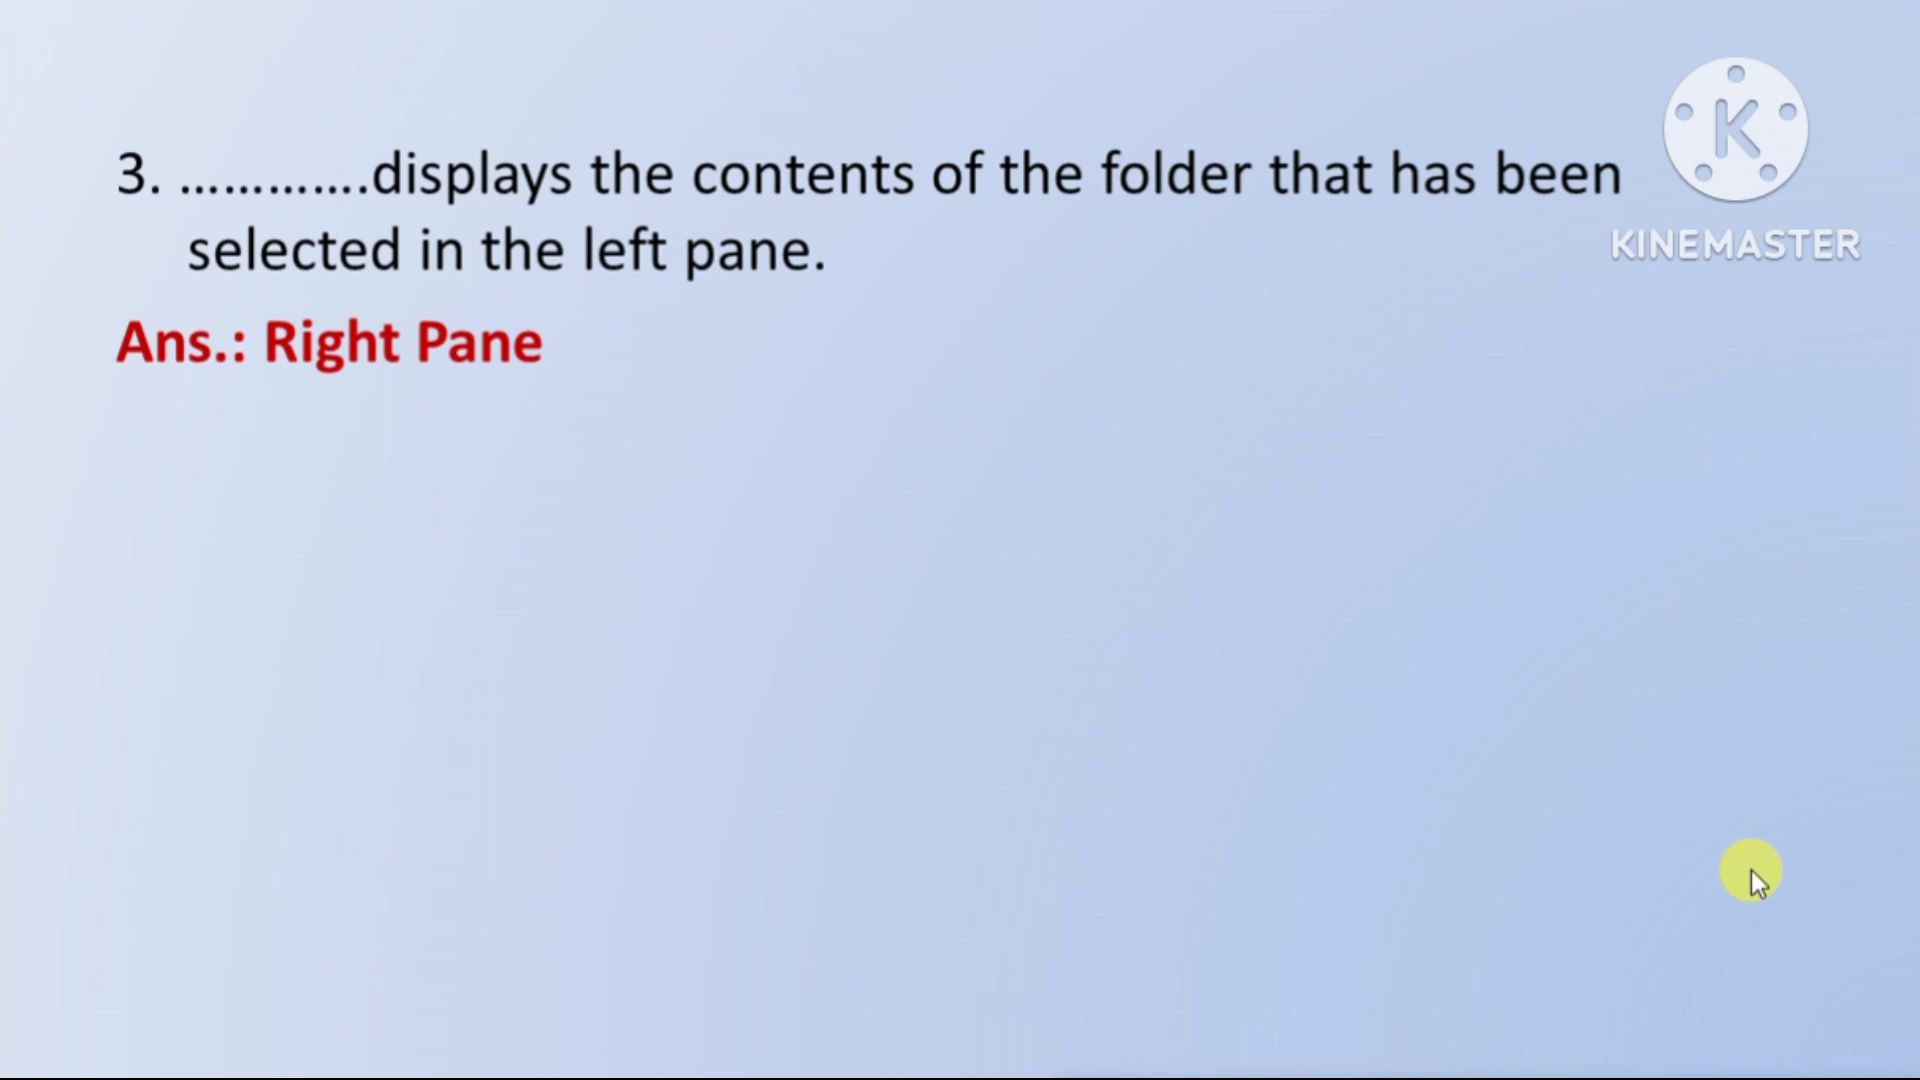 3. .............displays the contents of the folder that has been
selected in the left pane.
Ans.: Right Pane
K
KINEMASTER